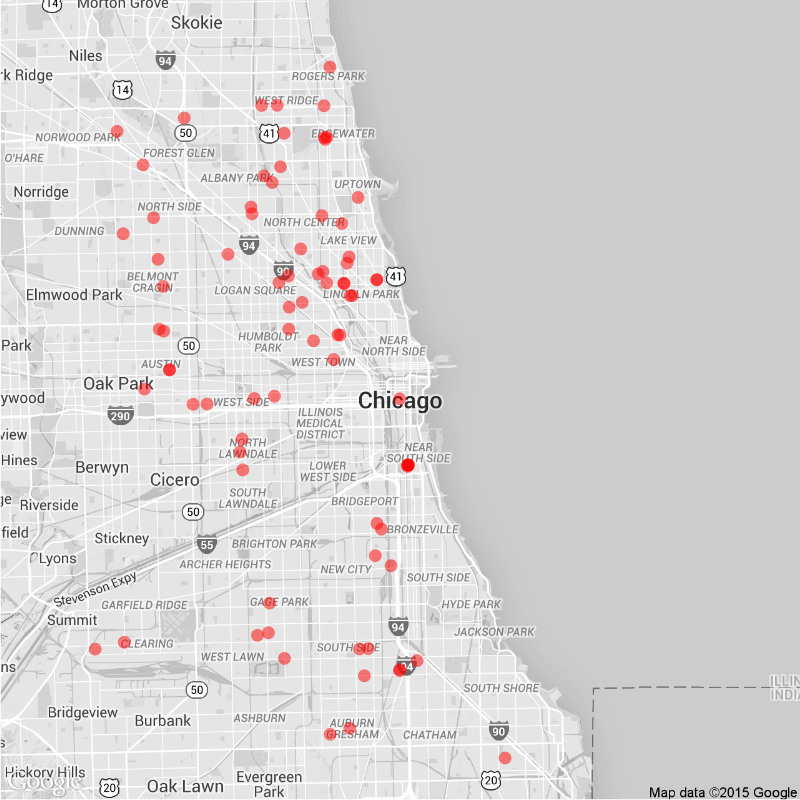 14
Morton Grove
Skokie
Niles
94
rk Ridge
ROGERS PARK
14
WEST RIDGE
50
41
EDGEWATER
NORWOOD PARK
FOREST GLEN
O'HARE
ALBANY PARK
UPTOWN
Norridge
NORTH SIDE
NORTH CENTER
DUNNING
94
LAKE VIEW
90
41
BELMONT
CRAGIN
LOGAN SQUARE
LINCOLN PARK
Elmwood Park
HUMBOLDT
PARK
NEAR
NORTH SIDE
Park
50
WEST TOWN
AUSTIN
Oak Park
ywood
WEST SIDE
Chicago
290
ILLINOIS
MEDICAL
DISTRICT
view
NORTH
LAWNDALE
NEAR
SOUTH SIDE
Hines
Berwyn
LOWER
WEST SIDE
Cicero
SOUTH
LAWNDALE
ge
Riverside
BRIDGEPORT
50
field
BRONZEVILLE
Stickney
55
BRIGHTON PARK
Lyons
ARCHER HEIGHTS
NEW CITY
SOUTH SIDE
Stevenson Expy
GARFIELD RIDGE
GAGE PARK
HYDE PARK
Summit
94
JACKSON PARK
CLEARING
SOUTH SIDE
WEST LAWN
94
ns
50
SOUTH SHORE
ILLIN
INDIA
Bridgeview
Burbank
ASHBURN
AUBURN
GRESHAM
CHATHAM
90
Hickory Hills
Google
20
Oak Lawn
Evergreen
Park
20
Map data ©2015 Google